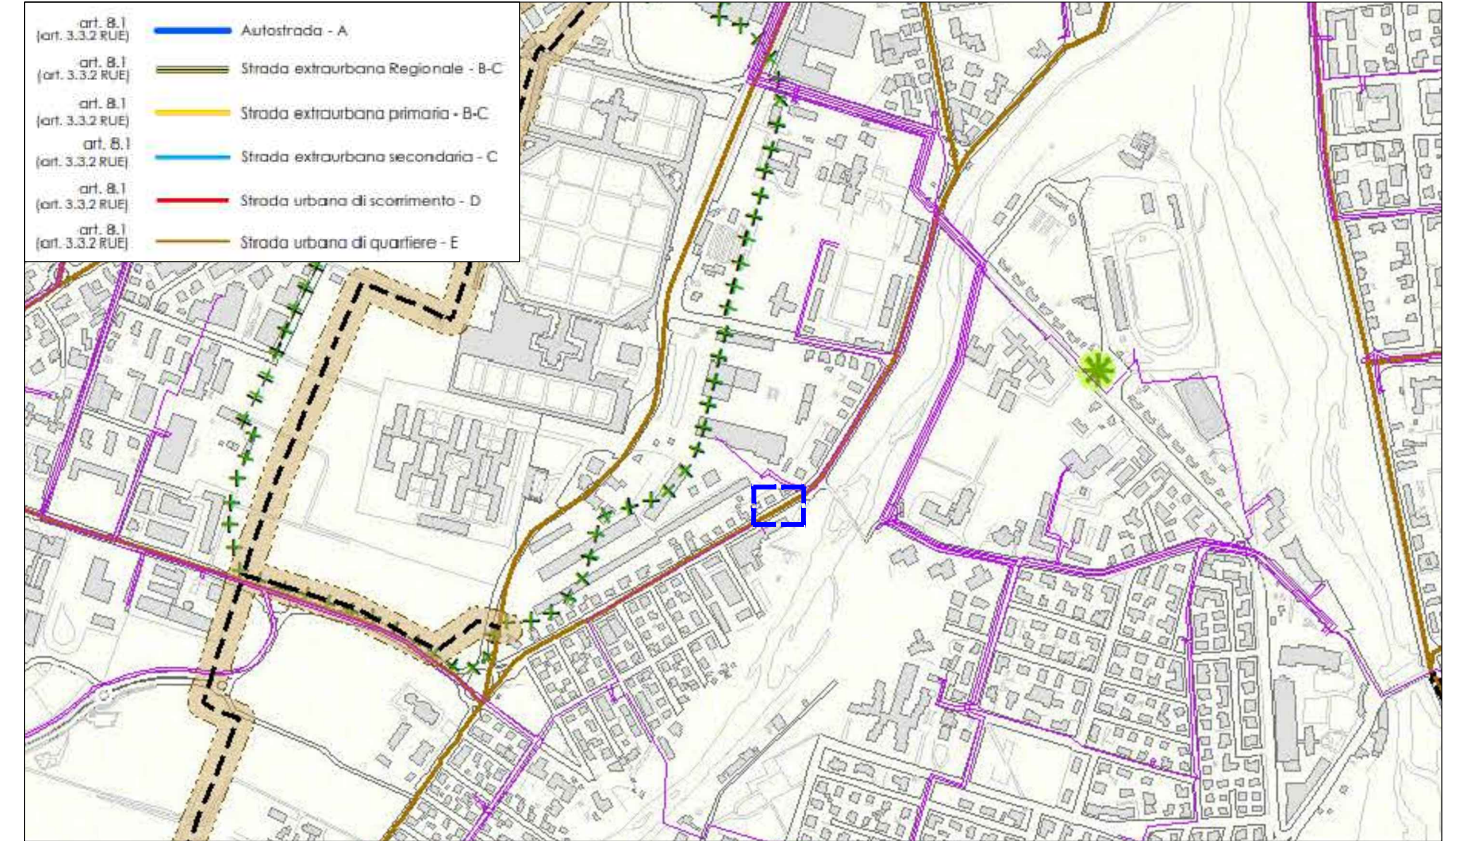 art. 8.1
(art. 3.3.2 RUE)
Autostrada - A
art. 8.1
(art. 3.3.2 RUE)
Strada extraurbana Regionale - B-C
art. 8.1
(art. 3.3.2 RUE)
Strada extraurbana primaria - B-C
art. 8.1
(art. 3.3.2 RUE)
Strada extraurbana secondaria - C
art. 8.1
(art. 3.3.2 RUE)
Strada urbana di scorrimento - D
art. 8.1
(art. 3.3.2 RUE)
Strada urbana di quartiere - E